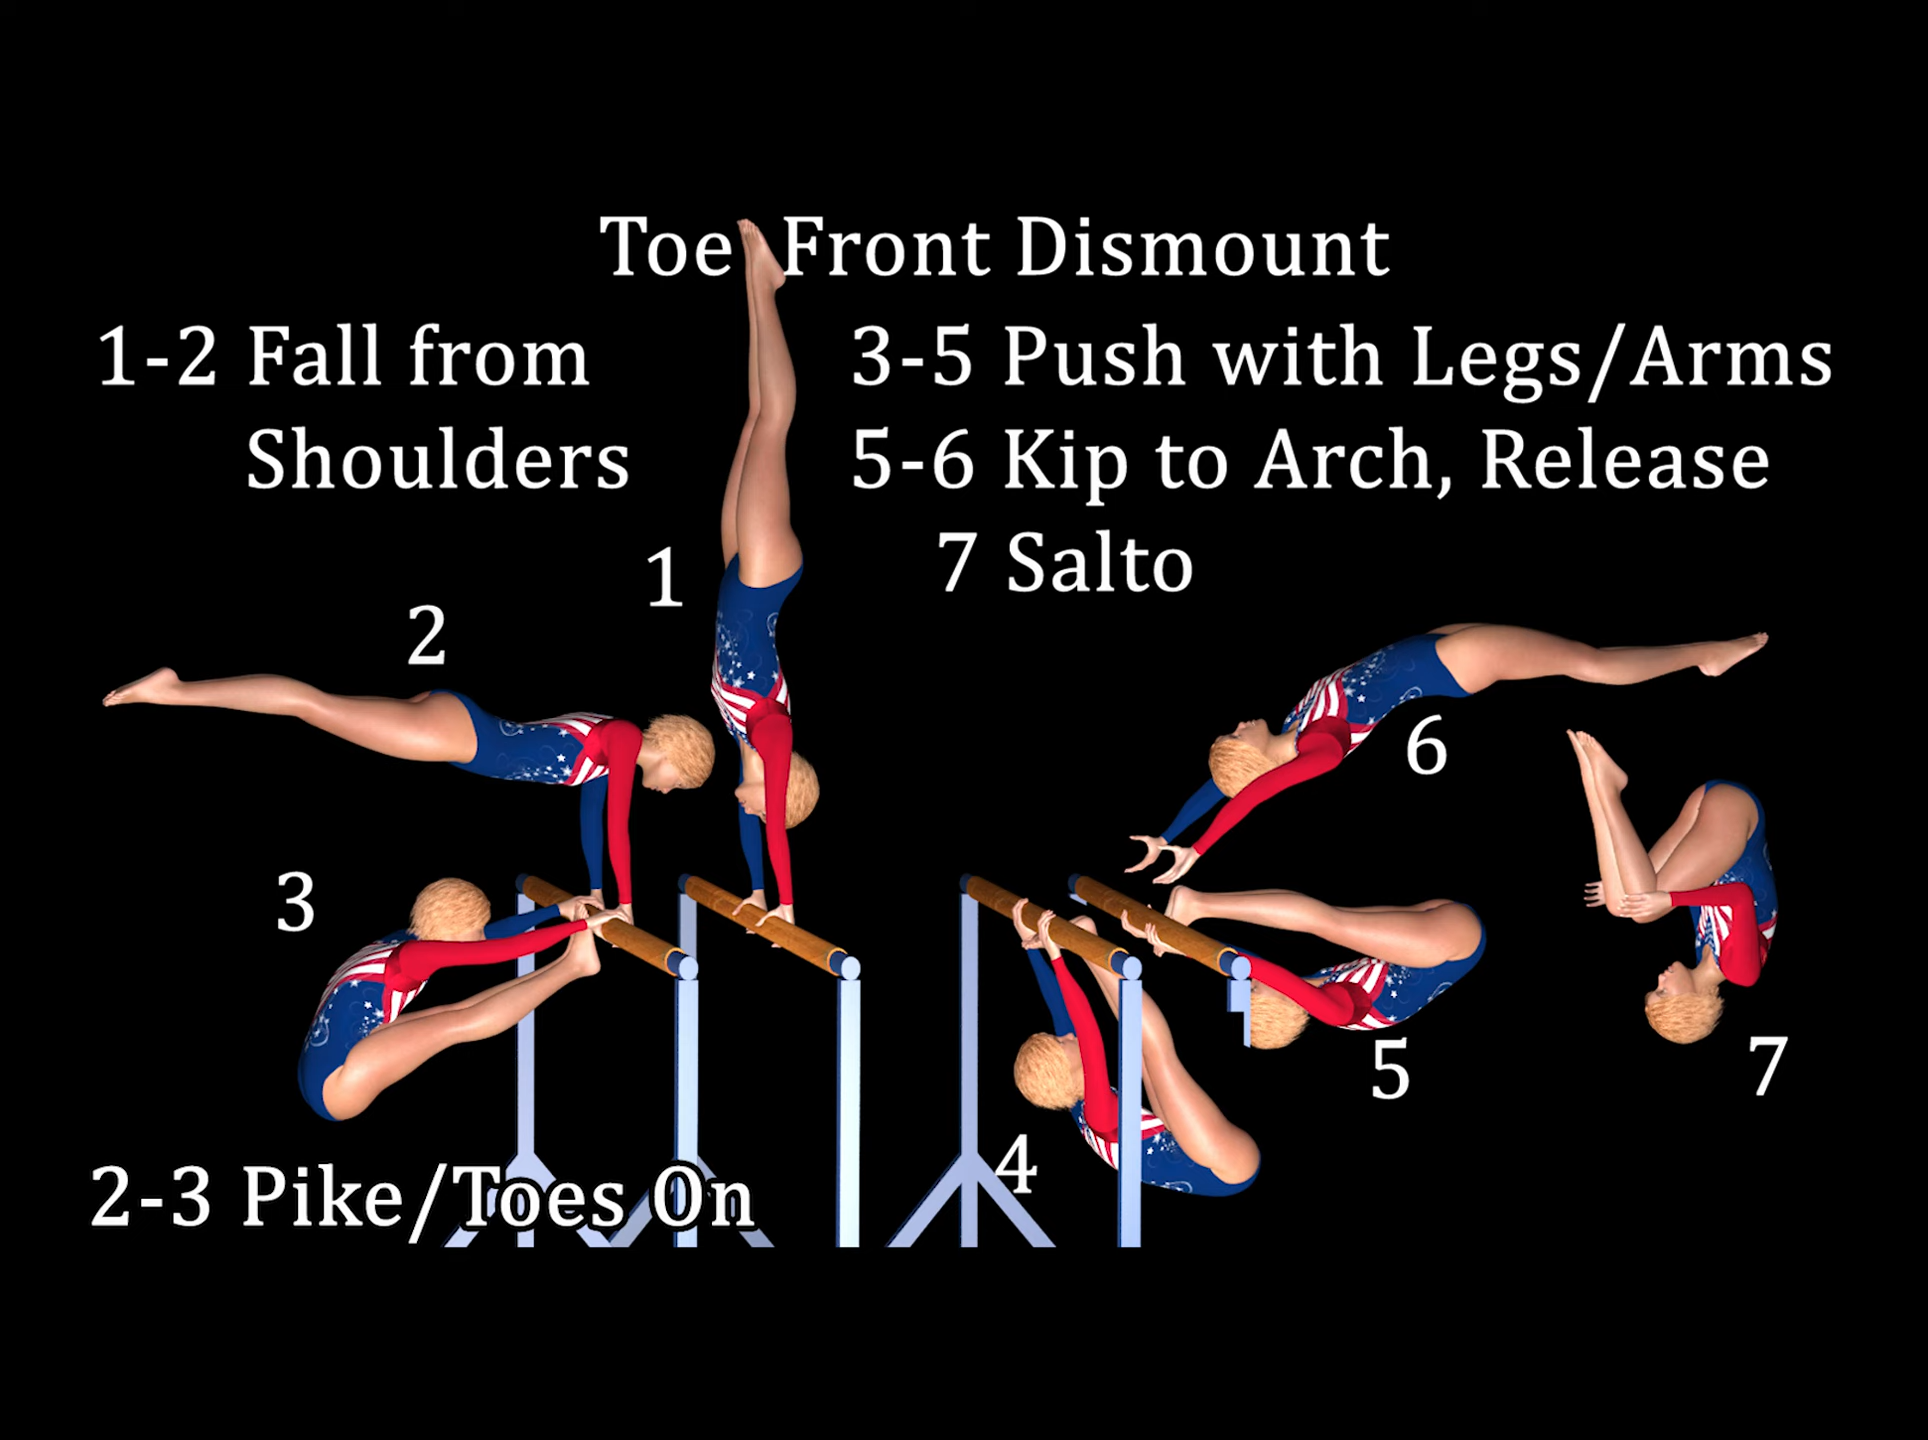 Toe Front Dismount
1-2 Fall from
Shoulders
3-5 Push with Legs/Arms
5-6 Kip to Arch, Release
7 Salto
1
2
3
4
5
6
7
2-3 Pike/Toes On